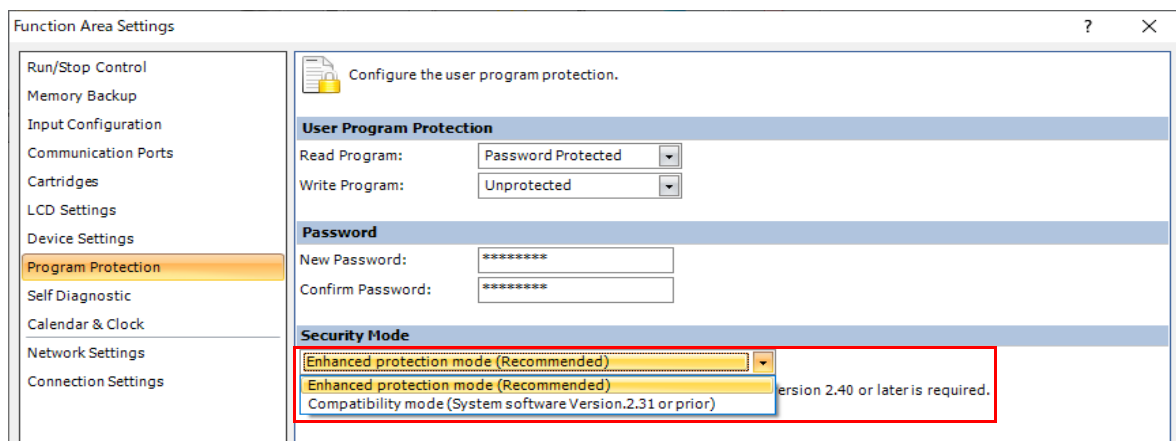 Function Area Settings
?
Run/Stop Control
Memory Backup
Input Configuration
Communication Ports
Cartridges
LCD Settings
Device Settings
Program Protection
Self Diagnostic
Calendar & Clock
Network Settings
Connection Settings
Configure the user program protection.
User Program Protection
Read Program: Password Protected
Write Program: Unprotected
Password
New Password: ********
Confirm Password: ********
Security Mode
Enhanced protection mode (Recommended)
Enhanced protection mode (Recommended)
ersion 2.40 or later is required.
Compatibility mode (System software Version.2.31 or prior)